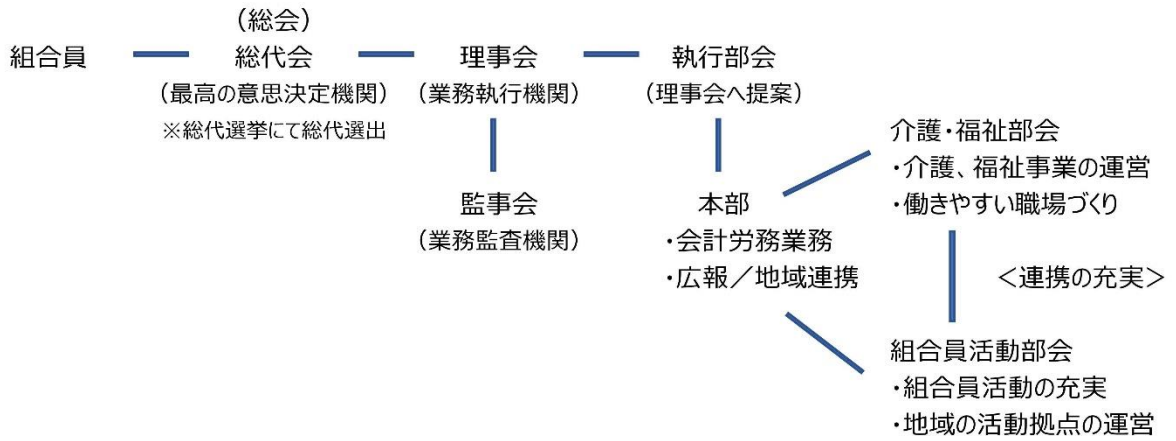 (総会)
組合員
総代会
(最高の意思決定機関)
※総代選挙にて総代選出
理事会
(業務執行機関)
執行部会
(理事会へ提案)
監事会
(業務監査機関)
本部
・会計労務業務
・広報／地域連携
介護・福祉部会
・介護、福祉事業の運営
・働きやすい職場づくり
＜連携の充実＞
組合員活動部会
・組合員活動の充実
・地域の活動拠点の運営